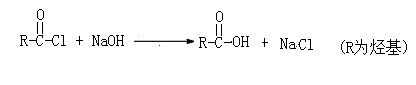 O O
R-C-Cl + NaOH → R-C-OH + NaCl (R为烃基)